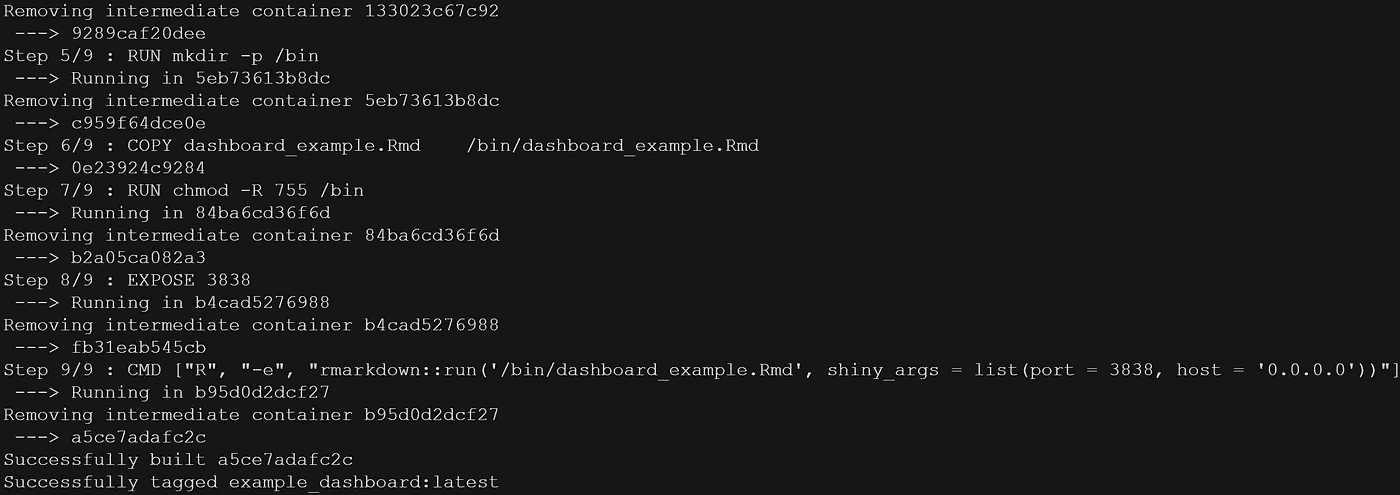 Removing intermediate container 133023c67c92
 ---> 9289caf20dee
Step 5/9 : RUN mkdir -p /bin
 ---> Running in 5eb73613b8dc
Removing intermediate container 5eb73613b8dc
 ---> c959f64dce0e
Step 6/9 : COPY dashboard_example.Rmd    /bin/dashboard_example.Rmd
 ---> 0e23924c9284
Step 7/9 : RUN chmod -R 755 /bin
 ---> Running in 84ba6cd36f6d
Removing intermediate container 84ba6cd36f6d
 ---> b2a05ca082a3
Step 8/9 : EXPOSE 3838
 ---> Running in b4cad5276988
Removing intermediate container b4cad5276988
 ---> fb31eab545cb
Step 9/9 : CMD ["R", "-e", "rmarkdown::run('/bin/dashboard_example.Rmd', shiny_args = list(port = 3838, host = '0.0.0.0'))"]
 ---> Running in b95d0d2dcf27
Removing intermediate container b95d0d2dcf27
 ---> a5ce7adafc2c
Successfully built a5ce7adafc2c
Successfully tagged example_dashboard:latest